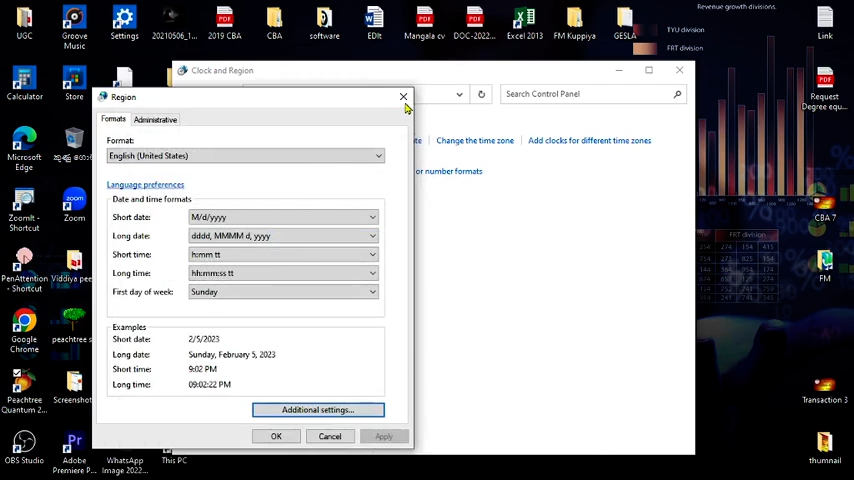 UGC
Groove Music
Settings
20210506_1...
2019 CBA
CBA
software
EDIt
Mangala cv
DOC-2022...
Excel 2013
FM Kuppiya
GESLA
Revenue growth divisions.
TYU division
FRT division
Link
Calculator
Store
Microsoft Edge
ZoomIt - Shortcut
Zoom
PenAttention - Shortcut
Viddiya pe...
Google Chrome
peachtree s...
Peachtree Quantum 2...
Screenshot
OBS Studio
Adobe Premiere P...
WhatsApp Image 2022...
This PC
Clock and Region
Search Control Panel
Change the time zone
Add clocks for different time zones
or number formats
Region
Formats
Administrative
Format:
English (United States)
Language preferences
Date and time formats
Short date:
M/d/yyyy
Long date:
dddd, MMMM d, yyyy
Short time:
h:mm tt
Long time:
hh:mm:ss tt
First day of week:
Sunday
Examples
Short date:
2/5/2023
Long date:
Sunday, February 5, 2023
Short time:
9:02 PM
Long time:
09:02:22 PM
Additional settings...
OK
Cancel
Apply
Request Degree equ...
CBA 7
FRT division
FM
Transaction 3
thumnail